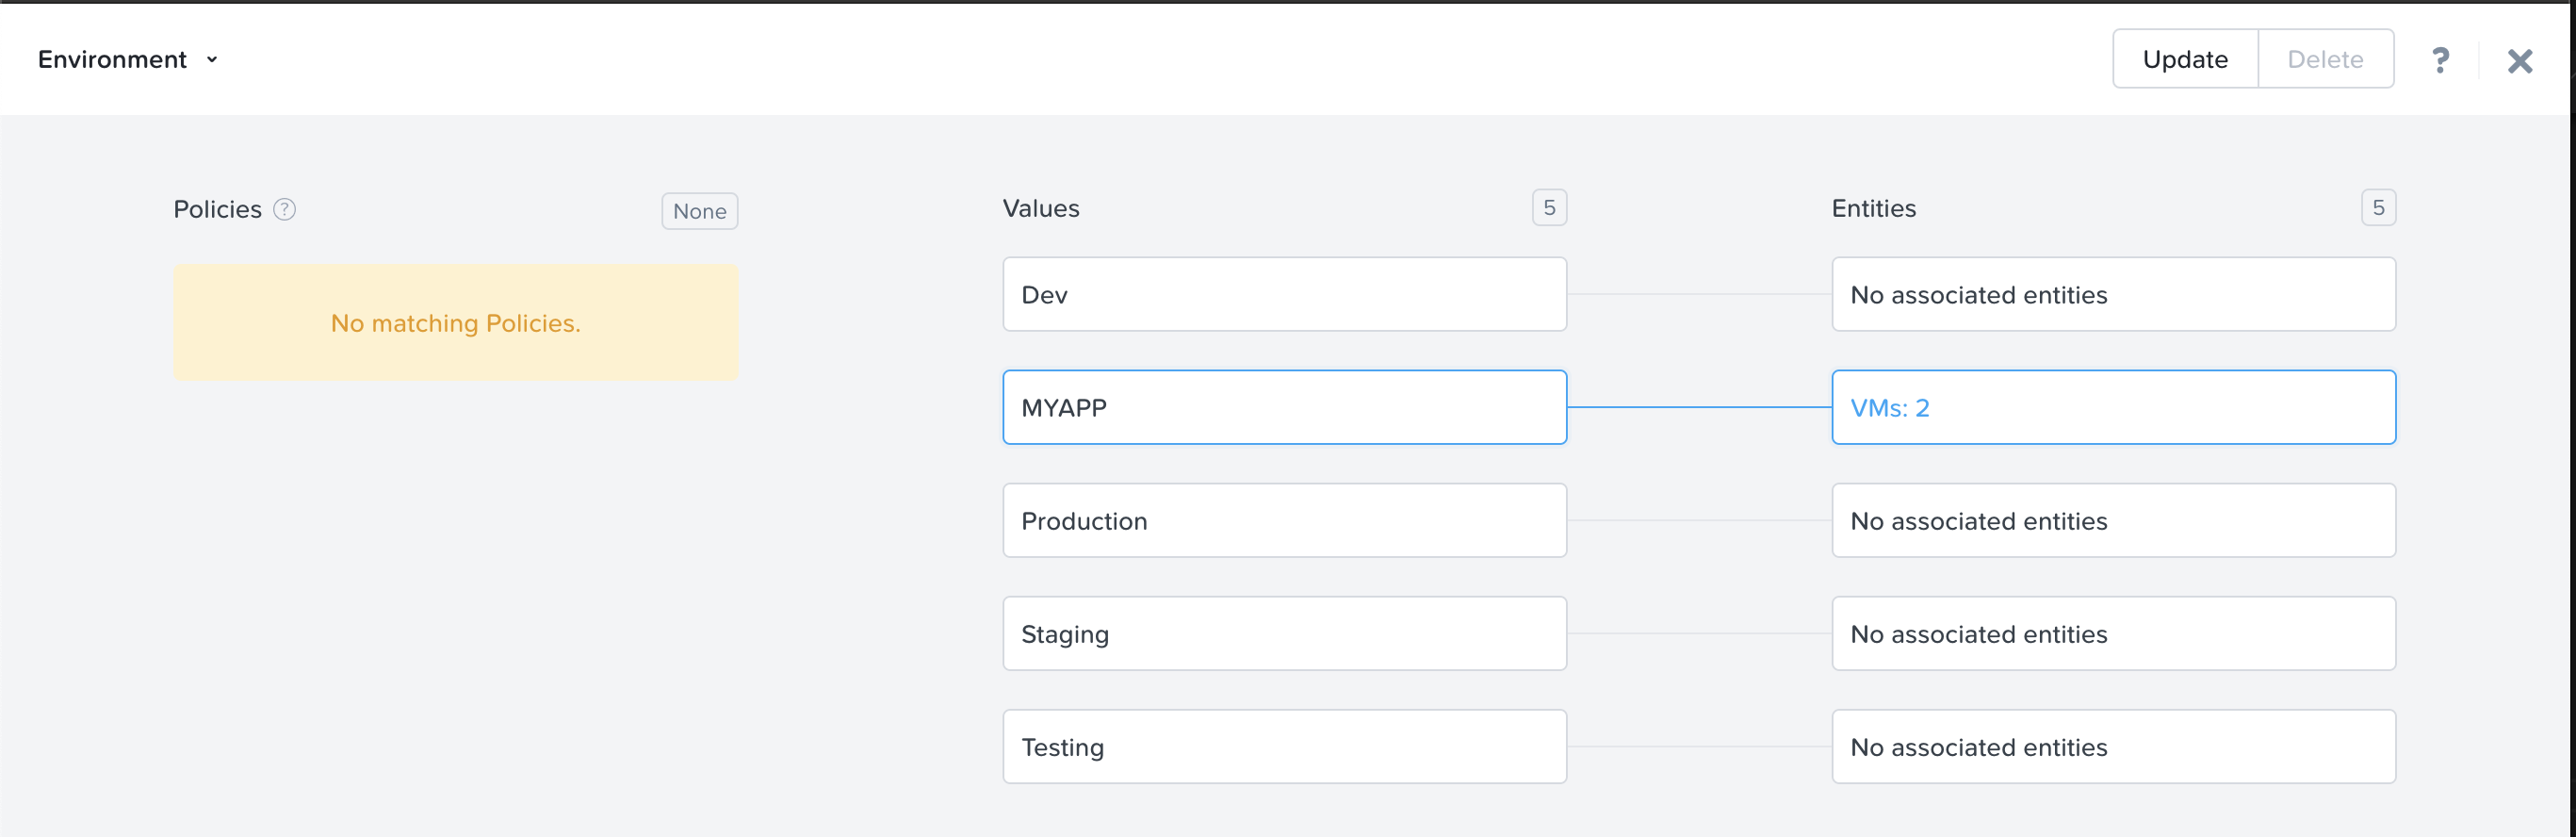 Environment
Update
Delete
?
Policies ?
None
No matching Policies.
Values
5
Dev
MYAPP
Production
Staging
Testing
Entities
5
No associated entities
VMs: 2
No associated entities
No associated entities
No associated entities